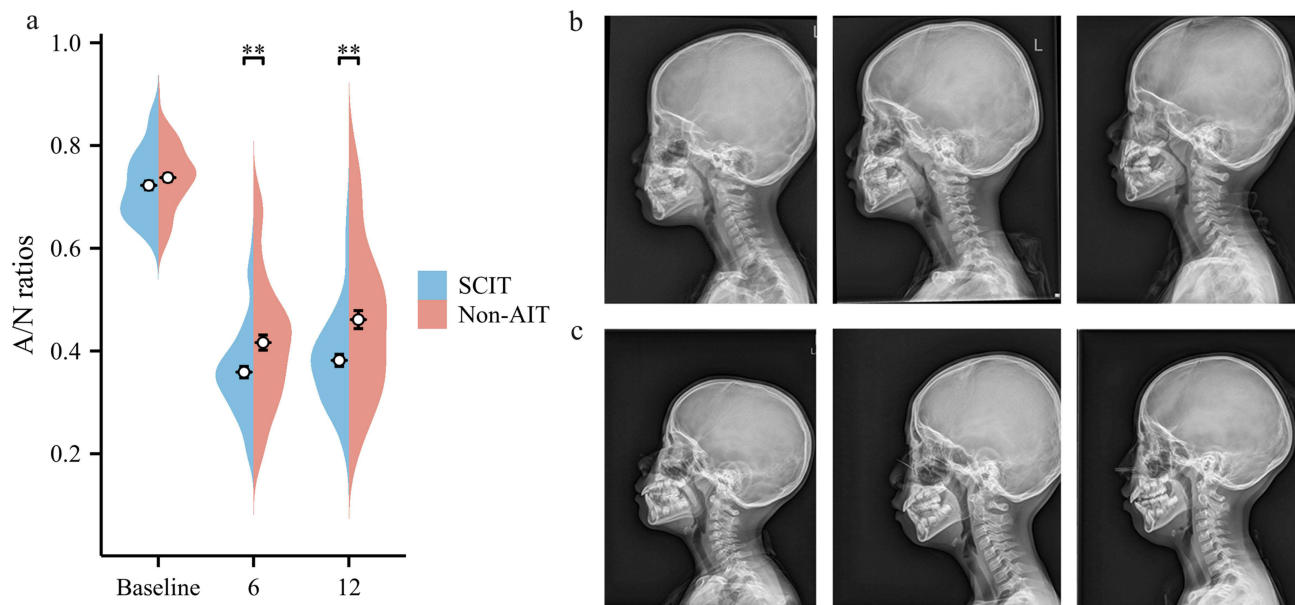 a
1.0
0.8
0.6
0.4
0.2
A/N ratios
**
**
Baseline
6
12
SCIT
Non-AIT
b
L
L
c
L